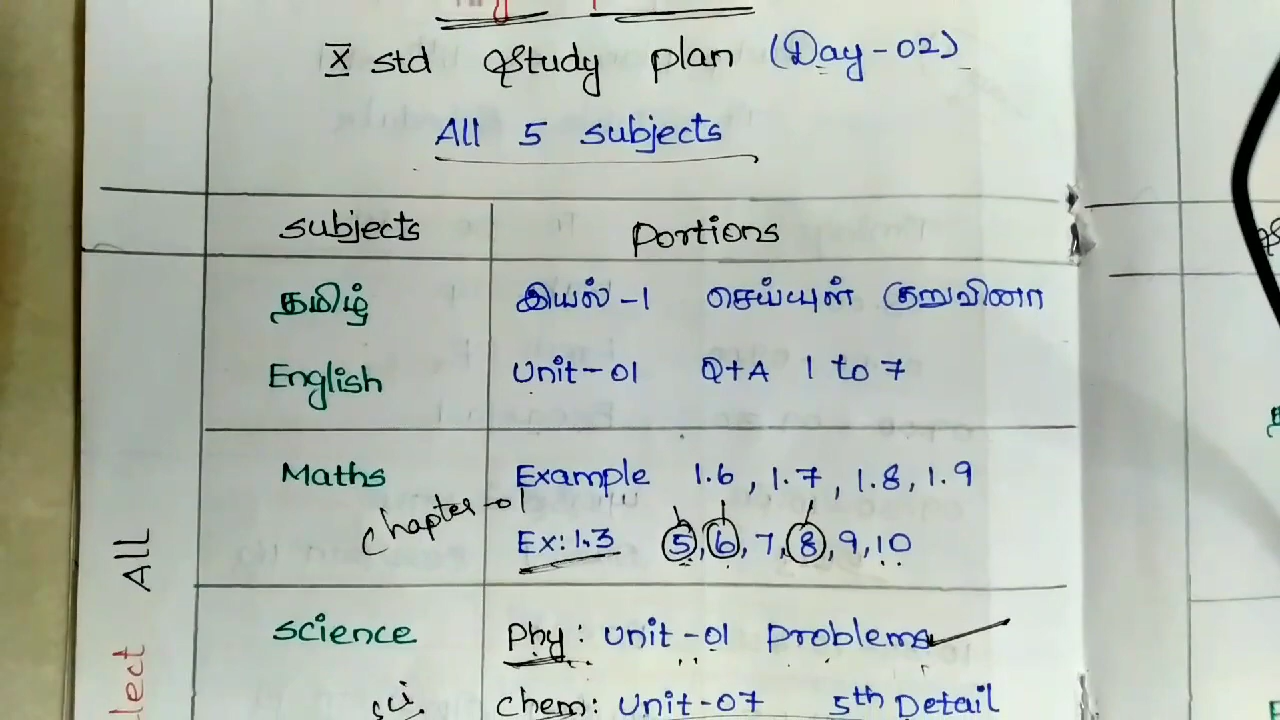 X std Study plan (Day-02)
All 5 subjects
subjects Portions
தமிழ் இயல்-1 செய்யுள் குறுவினா
English Unit-01 Q+A 1 to 7
Maths Example 1.6, 1.7, 1.8, 1.9
chapter-01 Ex: 1.3 5, 6, 7, 8, 9, 10
Science Phy: Unit-01 Problems
sci. chem: Unit-07 5th Detail
All